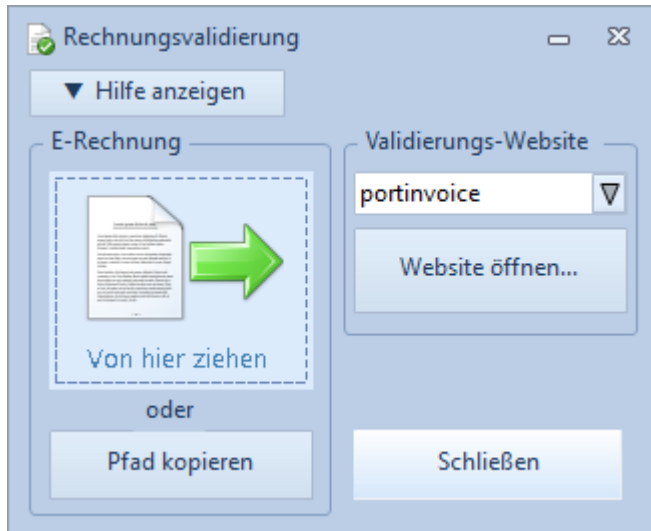 Rechnungsvalidierung
Hilfe anzeigen
E-Rechnung
Von hier ziehen
oder
Pfad kopieren
Validierungs-Website
portinvoice
Website öffnen...
Schließen